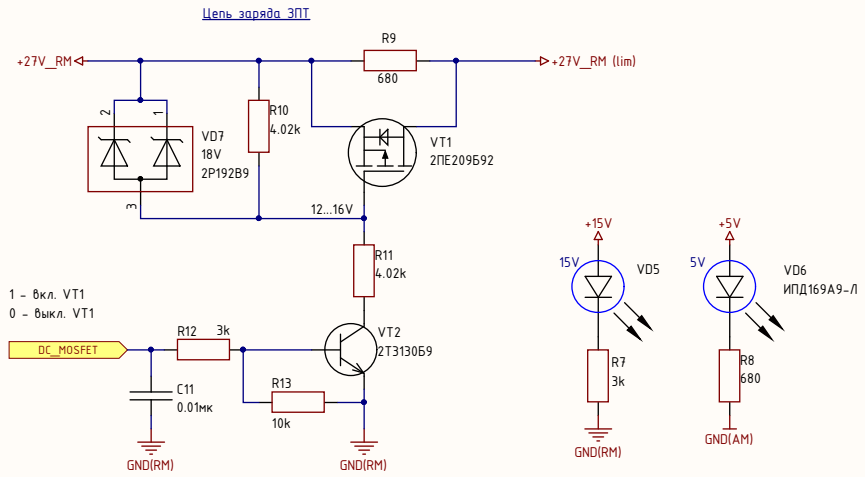 Цепь заряда ЗПТ
+27V_RM
R9
680
+27V_RM (lim)
2
1
VD7
18V
2Р192В9
3
R10
4.02k
VT1
2ПЕ209Б92
12...16V
R11
4.02k
1 - вкл. VT1
0 - выкл. VT1
DC_MOSFET
R12
3k
VT2
2Т3130Б9
C11
0.01мк
R13
10k
GND(RM)
GND(RM)
+15V
15V
VD5
R7
3k
GND(RM)
+5V
5V
VD6
ИПД169А9-Л
R8
680
GND(AM)